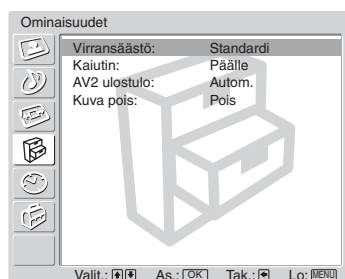 Ominaisuudet
Virransäästö: Standardi
Kaiutin: Päälle
AV2 ulostulo: Autom.
Kuva pois: Pois
Valit.: As.: OK Tak.: Lo: MENU